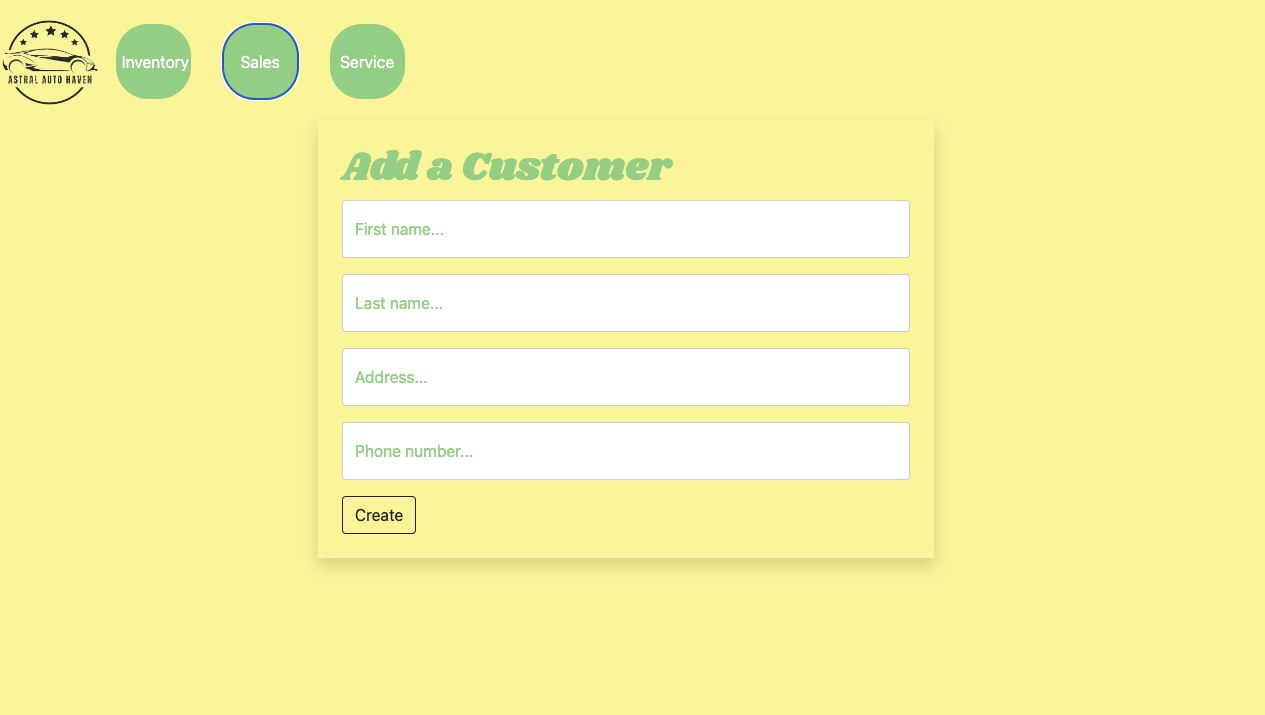 ASTRAL AUTO HAVEN
Inventory
Sales
Service
Add a Customer
First name...
Last name...
Address...
Phone number...
Create